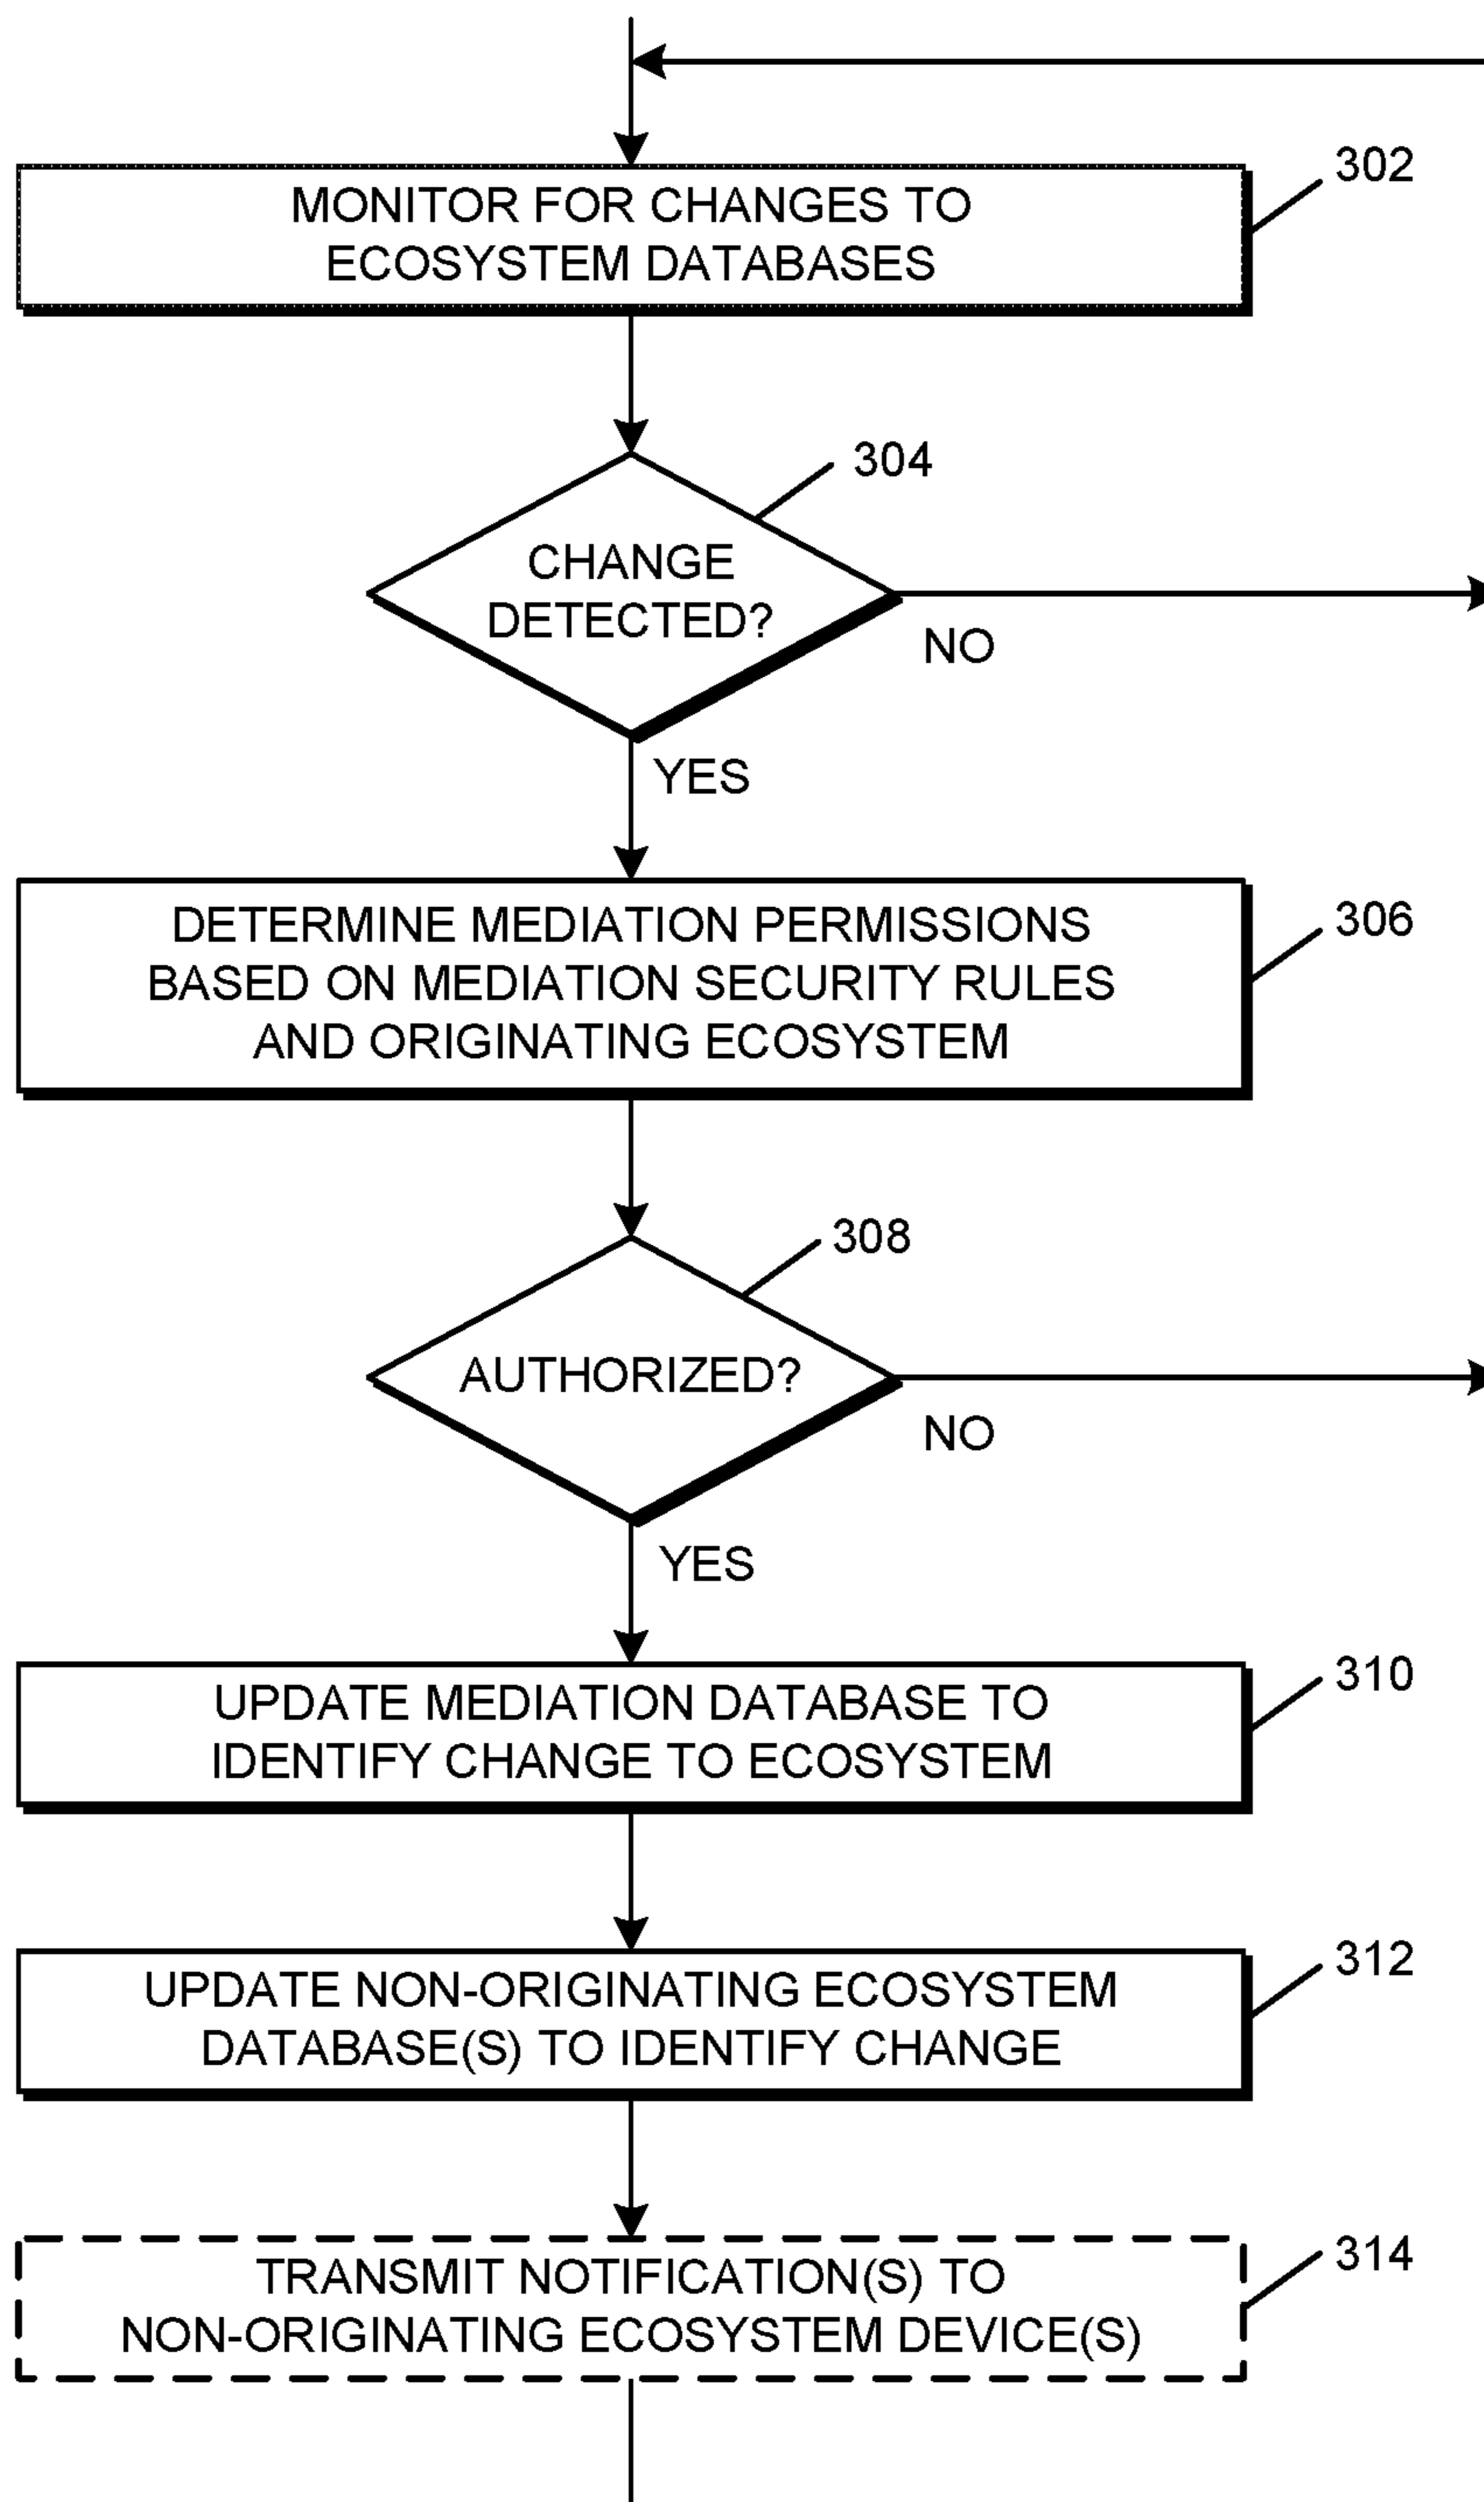 302
MONITOR FOR CHANGES TO
ECOSYSTEM DATABASES
304
CHANGE
DETECTED?
NO
YES
306
DETERMINE MEDIATION PERMISSIONS
BASED ON MEDIATION SECURITY RULES
AND ORIGINATING ECOSYSTEM
308
AUTHORIZED?
NO
YES
310
UPDATE MEDIATION DATABASE TO
IDENTIFY CHANGE TO ECOSYSTEM
312
UPDATE NON-ORIGINATING ECOSYSTEM
DATABASE(S) TO IDENTIFY CHANGE
314
TRANSMIT NOTIFICATION(S) TO
NON-ORIGINATING ECOSYSTEM DEVICE(S)